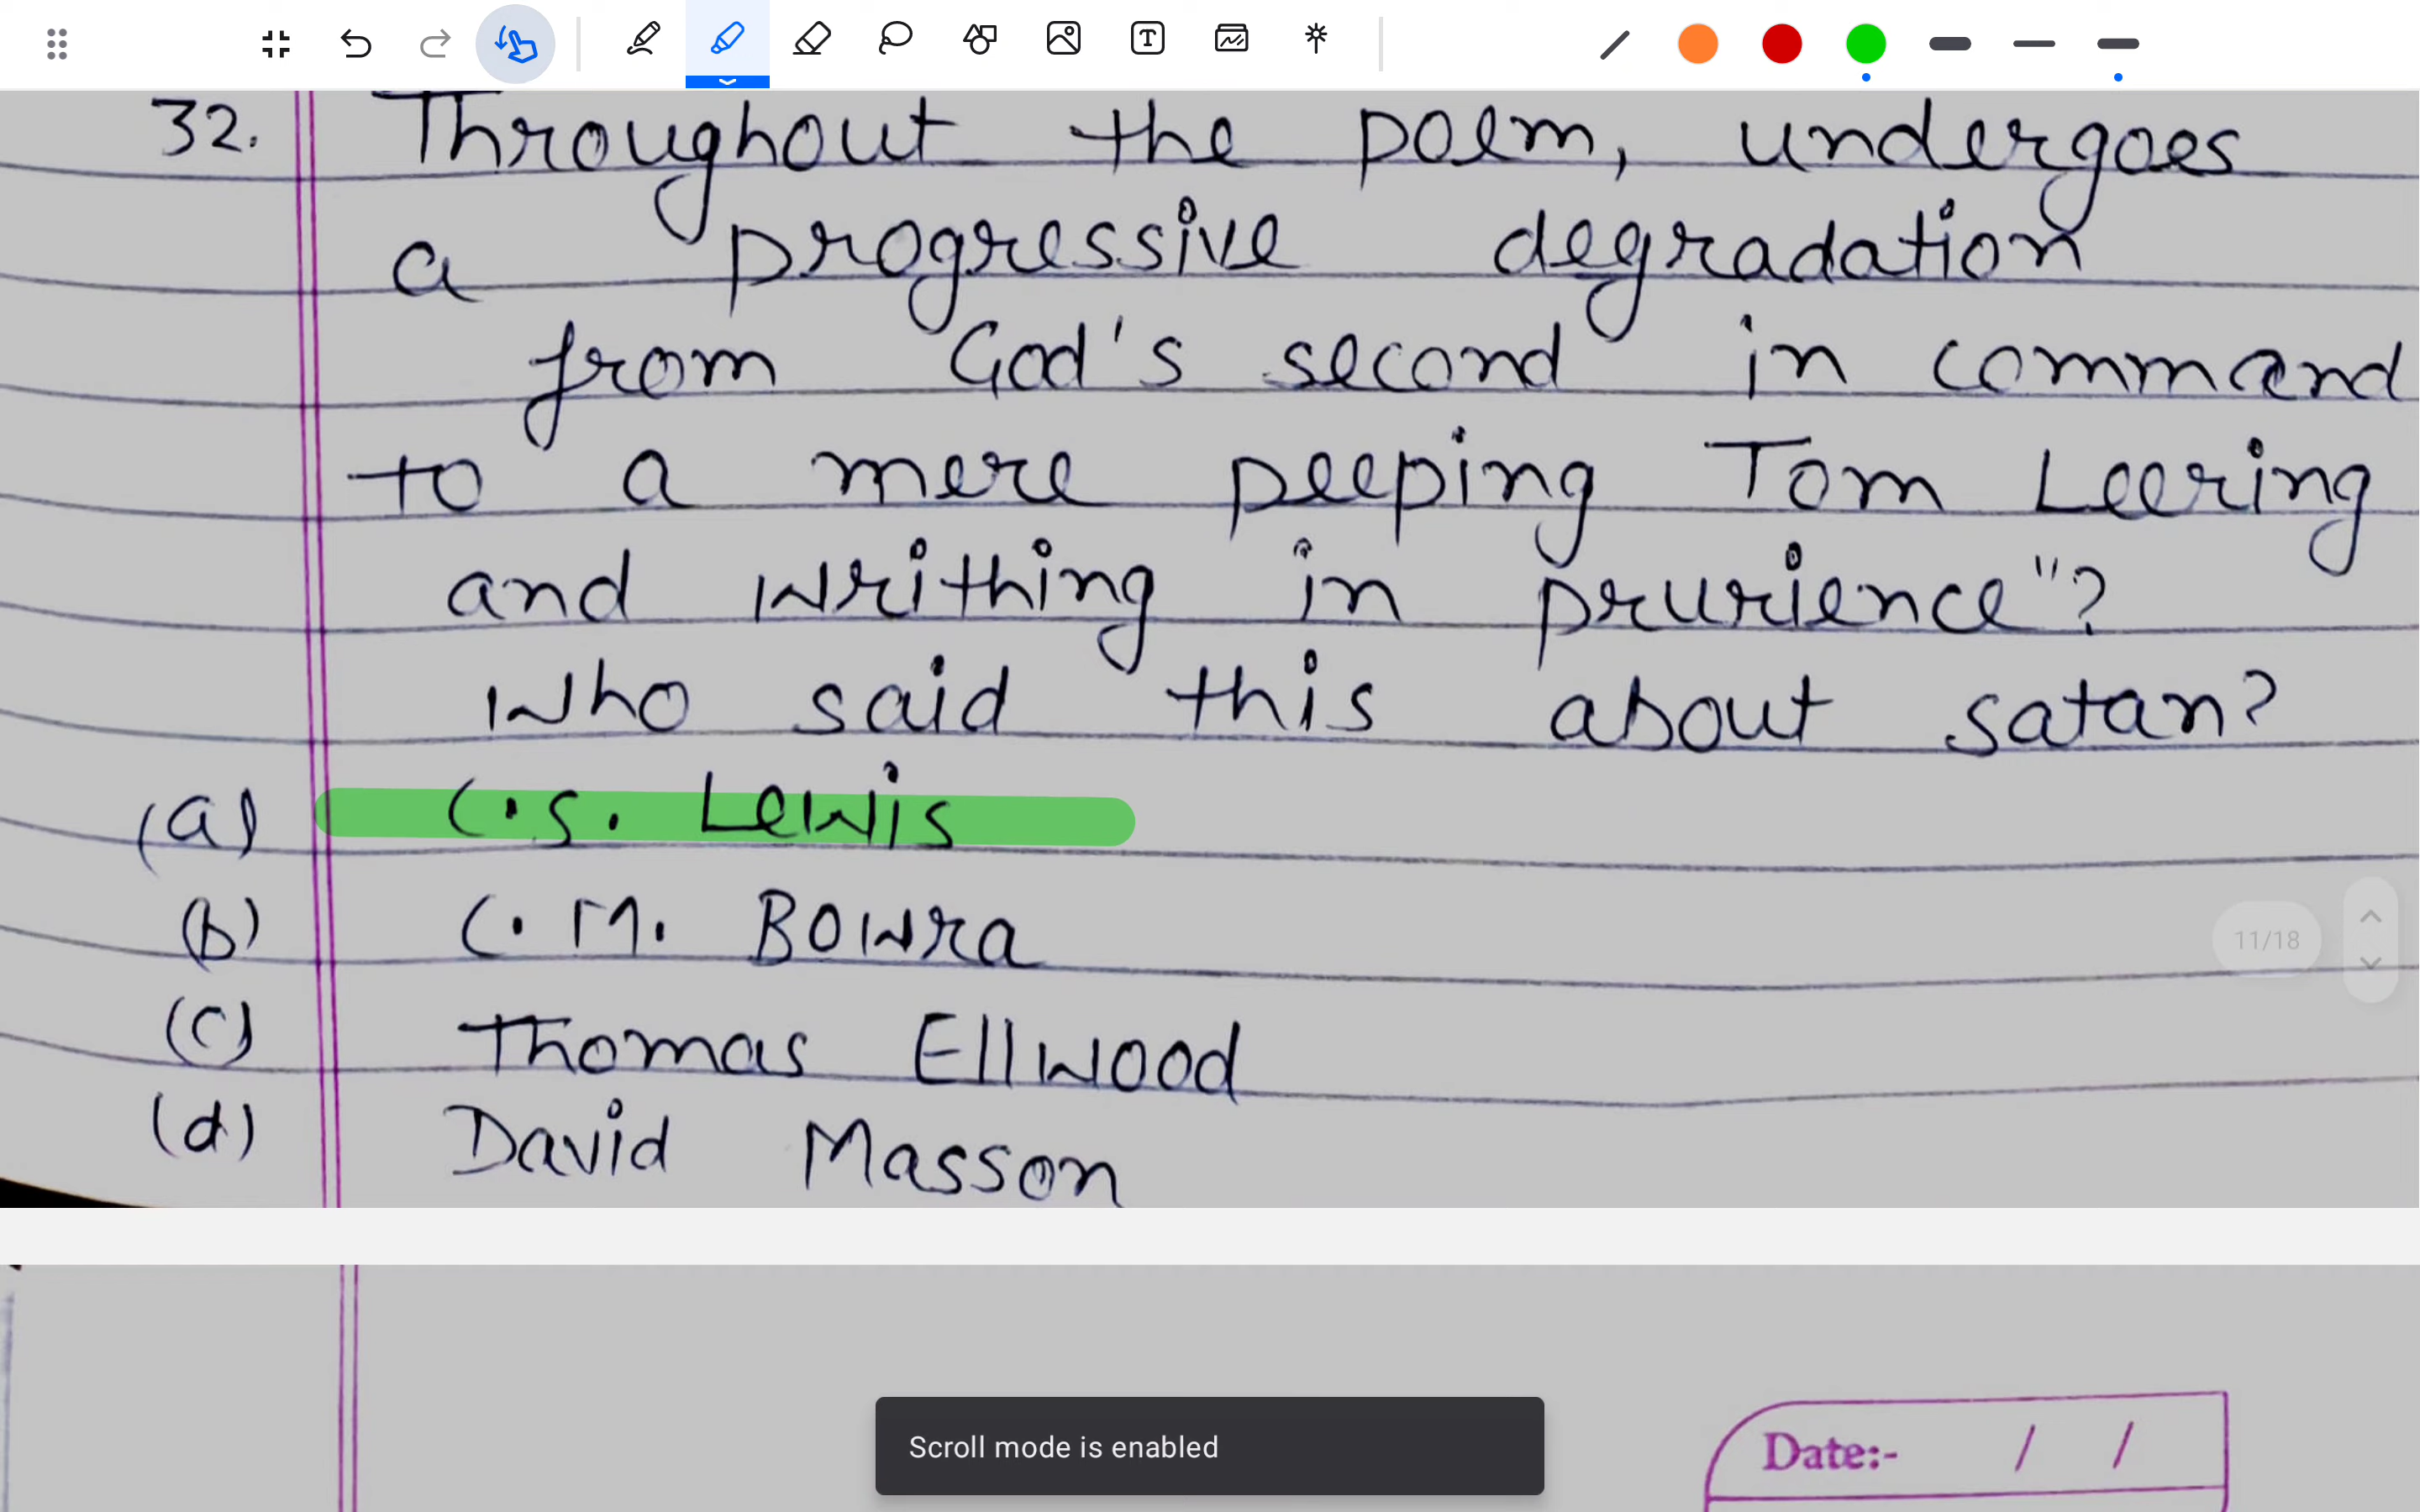 32. Throughout the poem, undergoes
a progressive degradation
from God's second in command
to a mere peeping Tom Leering
and writhing in prurience"?
Who said this about satan?
(a) C.S. Lewis
(b) C. M. Bowra
(c) Thomas Ellwood
(d) David Masson
11/18
Scroll mode is enabled
Date:- / /